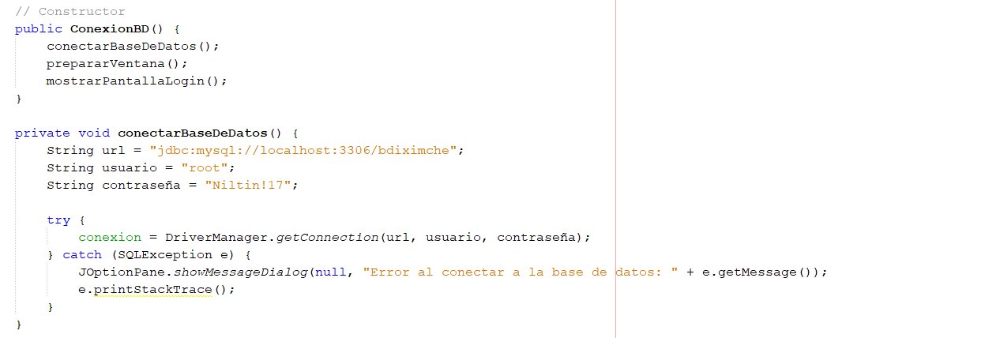 // Constructor
public ConexionBD() {
    conectarBaseDeDatos();
    prepararVentana();
    mostrarPantallaLogin();
}

private void conectarBaseDeDatos() {
    String url = "jdbc:mysql://localhost:3306/bdiximche";
    String usuario = "root";
    String contraseña = "Niltin!17";

    try {
        conexion = DriverManager.getConnection(url, usuario, contraseña);
    } catch (SQLException e) {
        JOptionPane.showMessageDialog(null, "Error al conectar a la base de datos: " + e.getMessage());
        e.printStackTrace();
    }
}